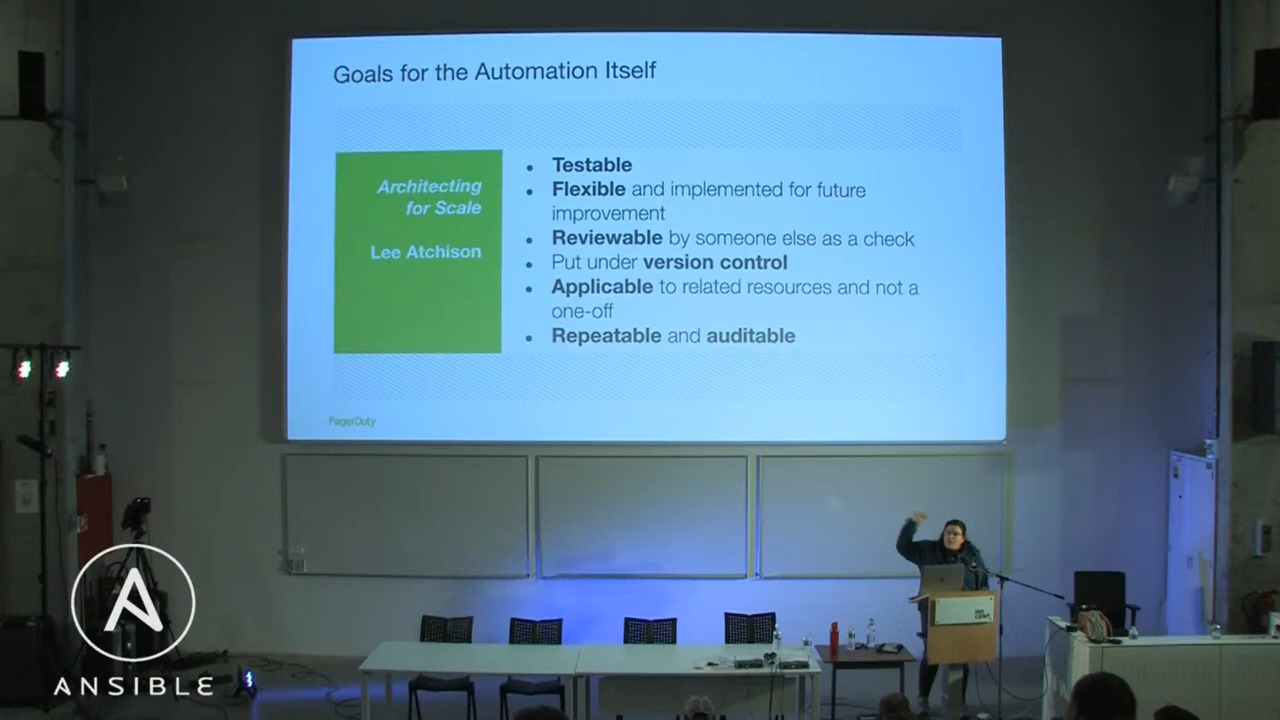 Goals for the Automation Itself
Architecting
for Scale
Lee Atchison
• Testable
• Flexible and implemented for future
improvement
• Reviewable by someone else as a check
• Put under version control
• Applicable to related resources and not a
one-off
• Repeatable and auditable
PagerDuty
ANSIBLE